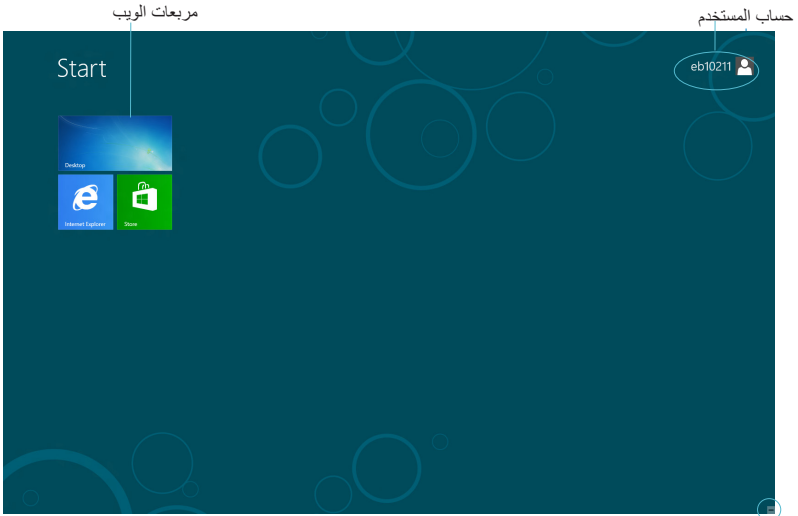 مربعات الويب
حساب المستخدم
Start
eb10211
Desktop
Internet Explorer
Store